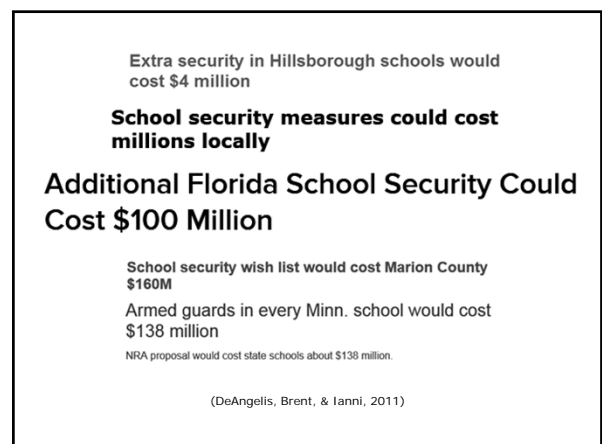 Extra security in Hillsborough schools would
cost $4 million
School security measures could cost
millions locally
Additional Florida School Security Could
Cost $100 Million
School security wish list would cost Marion County
$160M
Armed guards in every Minn. school would cost
$138 million
NRA proposal would cost state schools about $138 million.
(DeAngelis, Brent, & Ianni, 2011)